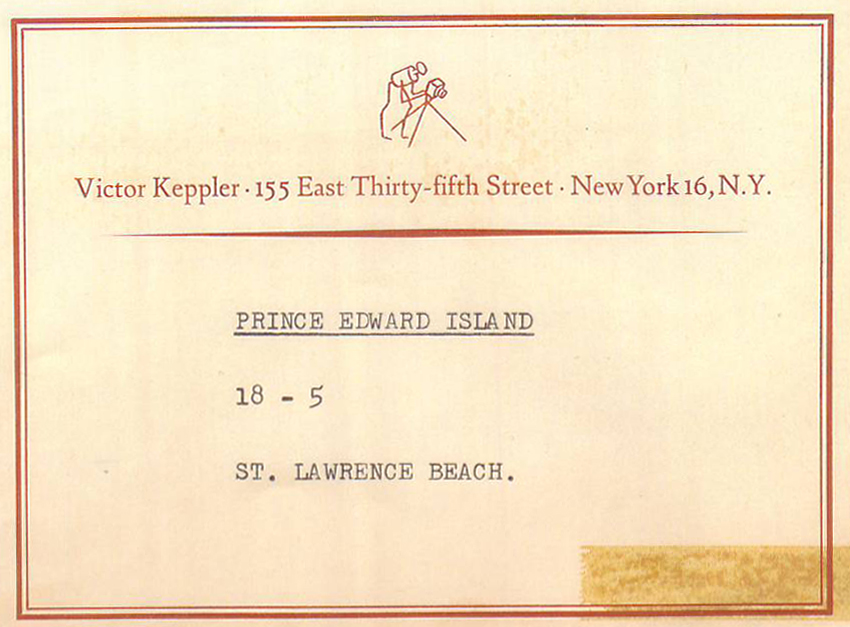 Victor Keppler · 155 East Thirty-fifth Street · New York 16, N.Y.
PRINCE EDWARD ISLAND
18 - 5
ST. LAWRENCE BEACH.